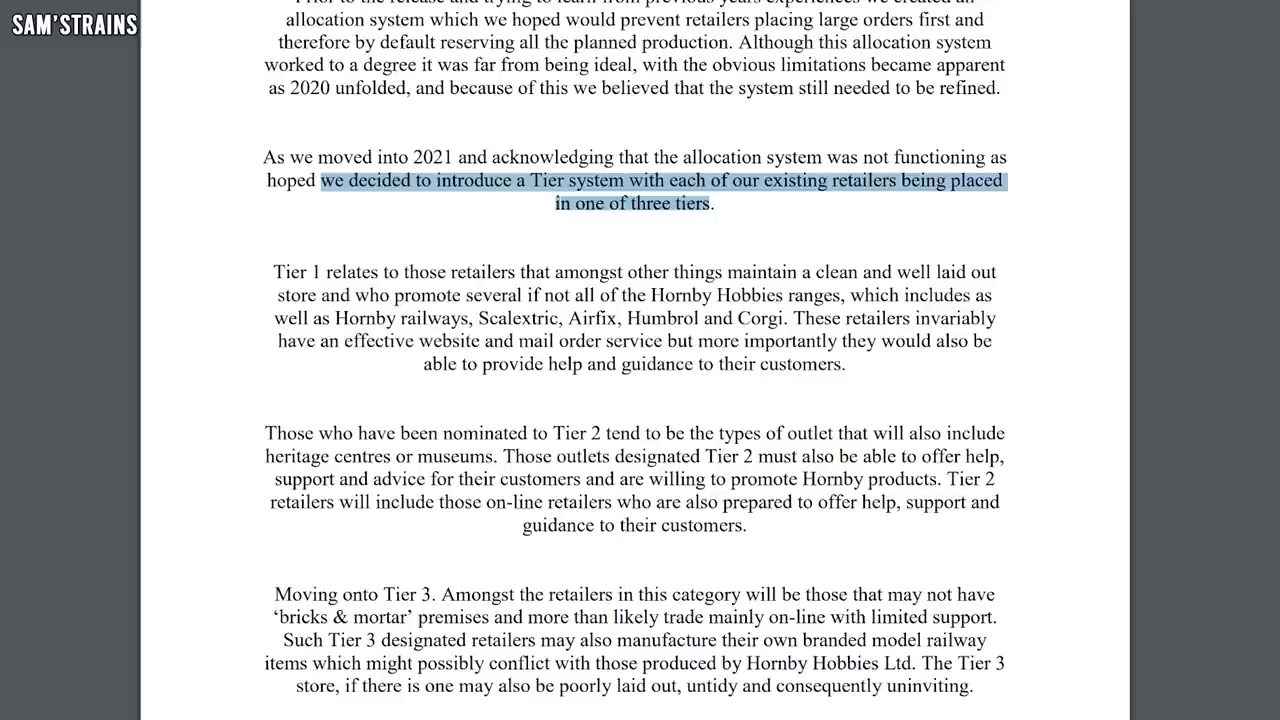 SAM'STRAINS
Prior to the release and trying to learn from previous years experiences we created an
allocation system which we hoped would prevent retailers placing large orders first and
therefore by default reserving all the planned production. Although this allocation system
worked to a degree it was far from being ideal, with the obvious limitations became apparent
as 2020 unfolded, and because of this we believed that the system still needed to be refined.
As we moved into 2021 and acknowledging that the allocation system was not functioning as
hoped we decided to introduce a Tier system with each of our existing retailers being placed
in one of three tiers.
Tier 1 relates to those retailers that amongst other things maintain a clean and well laid out
store and who promote several if not all of the Hornby Hobbies ranges, which includes as
well as Hornby railways, Scalextric, Airfix, Humbrol and Corgi. These retailers invariably
have an effective website and mail order service but more importantly they would also be
able to provide help and guidance to their customers.
Those who have been nominated to Tier 2 tend to be the types of outlet that will also include
heritage centres or museums. Those outlets designated Tier 2 must also be able to offer help,
support and advice for their customers and are willing to promote Hornby products. Tier 2
retailers will include those on-line retailers who are also prepared to offer help, support and
guidance to their customers.
Moving onto Tier 3. Amongst the retailers in this category will be those that may not have
‘bricks & mortar’ premises and more than likely trade mainly on-line with limited support.
Such Tier 3 designated retailers may also manufacture their own branded model railway
items which might possibly conflict with those produced by Hornby Hobbies Ltd. The Tier 3
store, if there is one may also be poorly laid out, untidy and consequently uninviting.